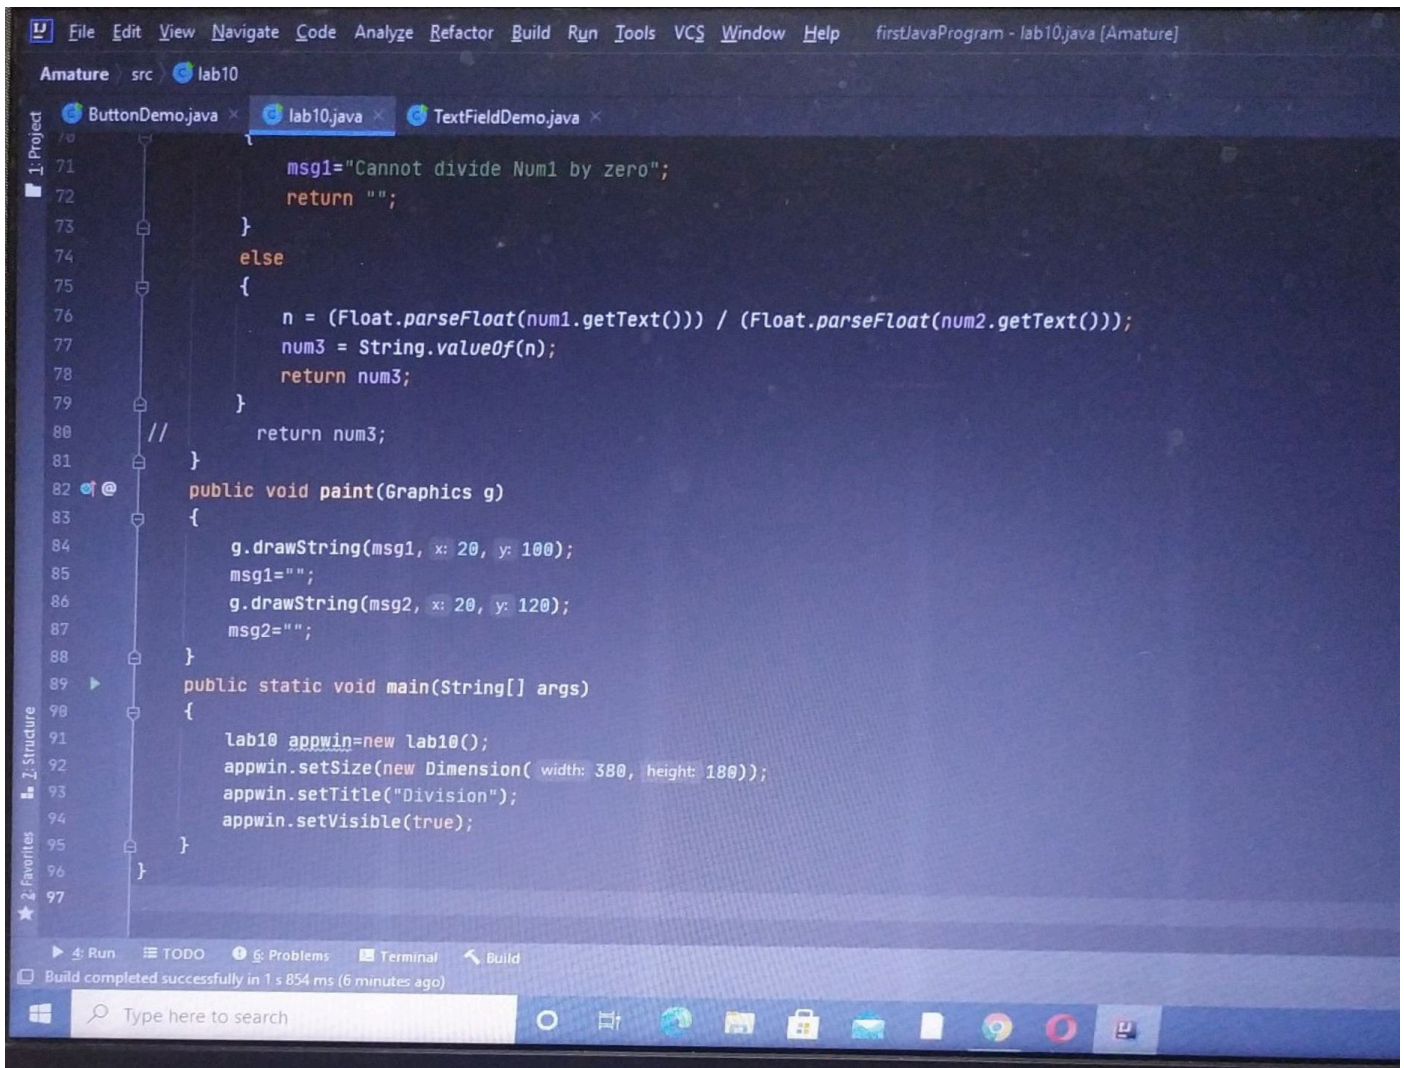 File Edit View Navigate Code Analyze Refactor Build Run Tools VCS Window Help firstJavaProgram - lab10.java [Amature]
Amature src lab10
ButtonDemo.java × lab10.java × TextFieldDemo.java ×
1: Project
70 {
71 msg1="Cannot divide Num1 by zero";
72 return "";
73 }
74 else
75 {
76 n = (Float.parseFloat(num1.getText())) / (Float.parseFloat(num2.getText()));
77 num3 = String.valueOf(n);
78 return num3;
79 }
80 // return num3;
81 }
82 @ public void paint(Graphics g)
83 {
84 g.drawString(msg1, x: 20, y: 100);
85 msg1="";
86 g.drawString(msg2, x: 20, y: 120);
87 msg2="";
88 }
89 public static void main(String[] args)
90 {
91 lab10 appwin=new lab10();
92 appwin.setSize(new Dimension( width: 380, height: 180));
93 appwin.setTitle("Division");
94 appwin.setVisible(true);
95 }
96 }
97
7: Structure
2: Favorites
4: Run TODO 6: Problems Terminal Build
Build completed successfully in 1 s 854 ms (6 minutes ago)
Type here to search